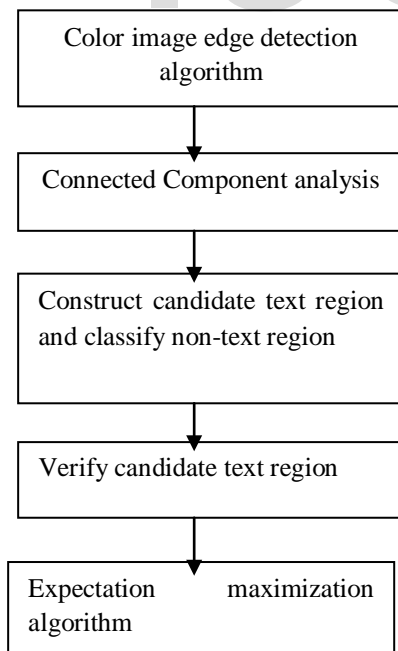 Color image edge detection
algorithm
Connected Component analysis
Construct candidate text region
and classify non-text region
Verify candidate text region
Expectation maximization
algorithm